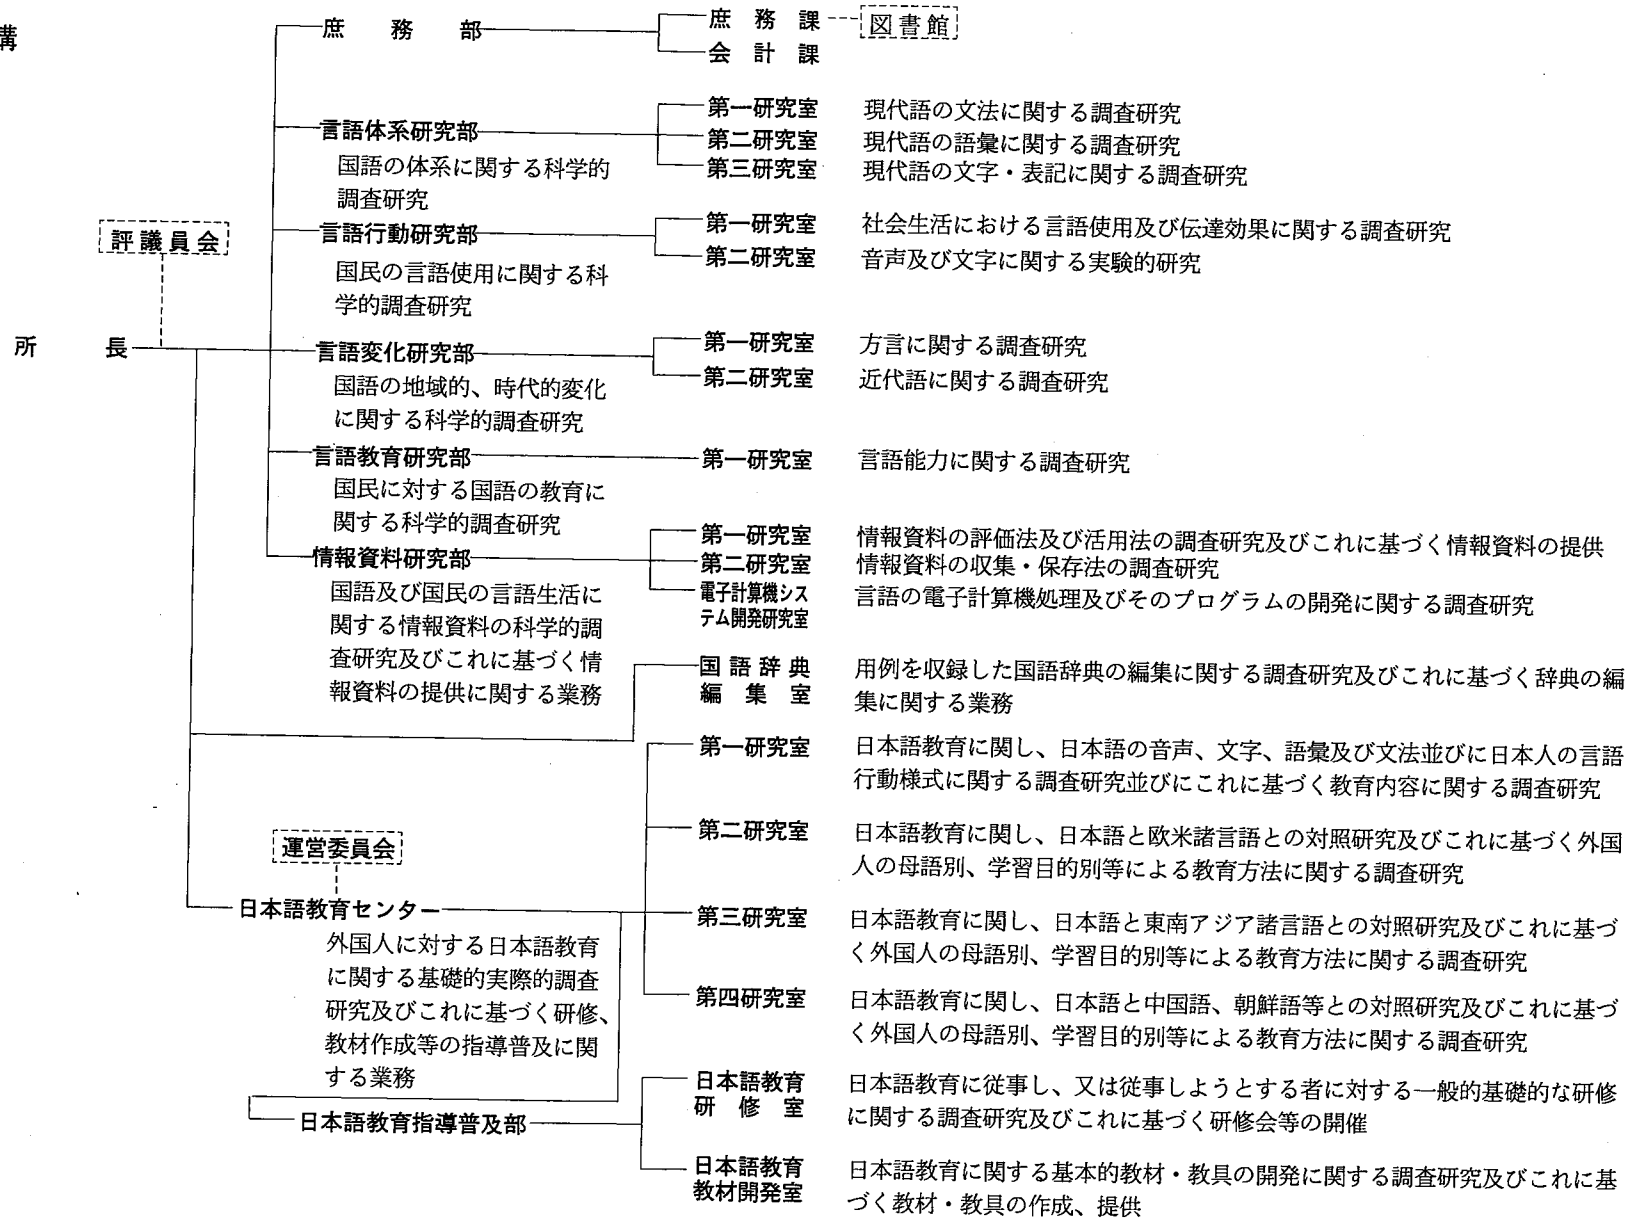 構
庶務部
庶務課
図書館
会計課
言語体系研究部
国語の体系に関する科学的
調査研究
第一研究室 現代語の文法に関する調査研究
第二研究室 現代語の語彙に関する調査研究
第三研究室 現代語の文字・表記に関する調査研究
評議員会
言語行動研究部
国民の言語使用に関する科
学的調査研究
第一研究室 社会生活における言語使用及び伝達効果に関する調査研究
第二研究室 音声及び文字に関する実験的研究
所長
言語変化研究部
国語の地域的、時代的変化
に関する科学的調査研究
第一研究室 方言に関する調査研究
第二研究室 近代語に関する調査研究
言語教育研究部
国民に対する国語の教育に
関する科学的調査研究
第一研究室 言語能力に関する調査研究
情報資料研究部
国語及び国民の言語生活に
関する情報資料の科学的調
査研究及びこれに基づく情
報資料の提供に関する業務
第一研究室 情報資料の評価法及び活用法の調査研究及びこれに基づく情報資料の提供
第二研究室 情報資料の収集・保存法の調査研究
電子計算機シス
テム開発研究室
言語の電子計算機処理及びそのプログラムの開発に関する調査研究
国語辞典
編集室
用例を収録した国語辞典の編集に関する調査研究及びこれに基づく辞典の編
集に関する業務
運営委員会
日本語教育センター
外国人に対する日本語教育
に関する基礎的実際的調査
研究及びこれに基づく研修、
教材作成等の指導普及に関
する業務
第一研究室 日本語教育に関し、日本語の音声、文字、語彙及び文法並びに日本人の言語
行動様式に関する調査研究並びにこれに基づく教育内容に関する調査研究
第二研究室 日本語教育に関し、日本語と欧米諸言語との対照研究及びこれに基づく外国
人の母語別、学習目的別等による教育方法に関する調査研究
第三研究室 日本語教育に関し、日本語と東南アジア諸言語との対照研究及びこれに基づ
く外国人の母語別、学習目的別等による教育方法に関する調査研究
第四研究室 日本語教育に関し、日本語と中国語、朝鮮語等との対照研究及びこれに基づ
く外国人の母語別、学習目的別等による教育方法に関する調査研究
日本語教育指導普及部
日本語教育
研修室
日本語教育に従事し、又は従事しようとする者に対する一般的基礎的な研修
に関する調査研究及びこれに基づく研修会等の開催
日本語教育
教材開発室
日本語教育に関する基本的教材・教具の開発に関する調査研究及びこれに基
づく教材・教具の作成、提供